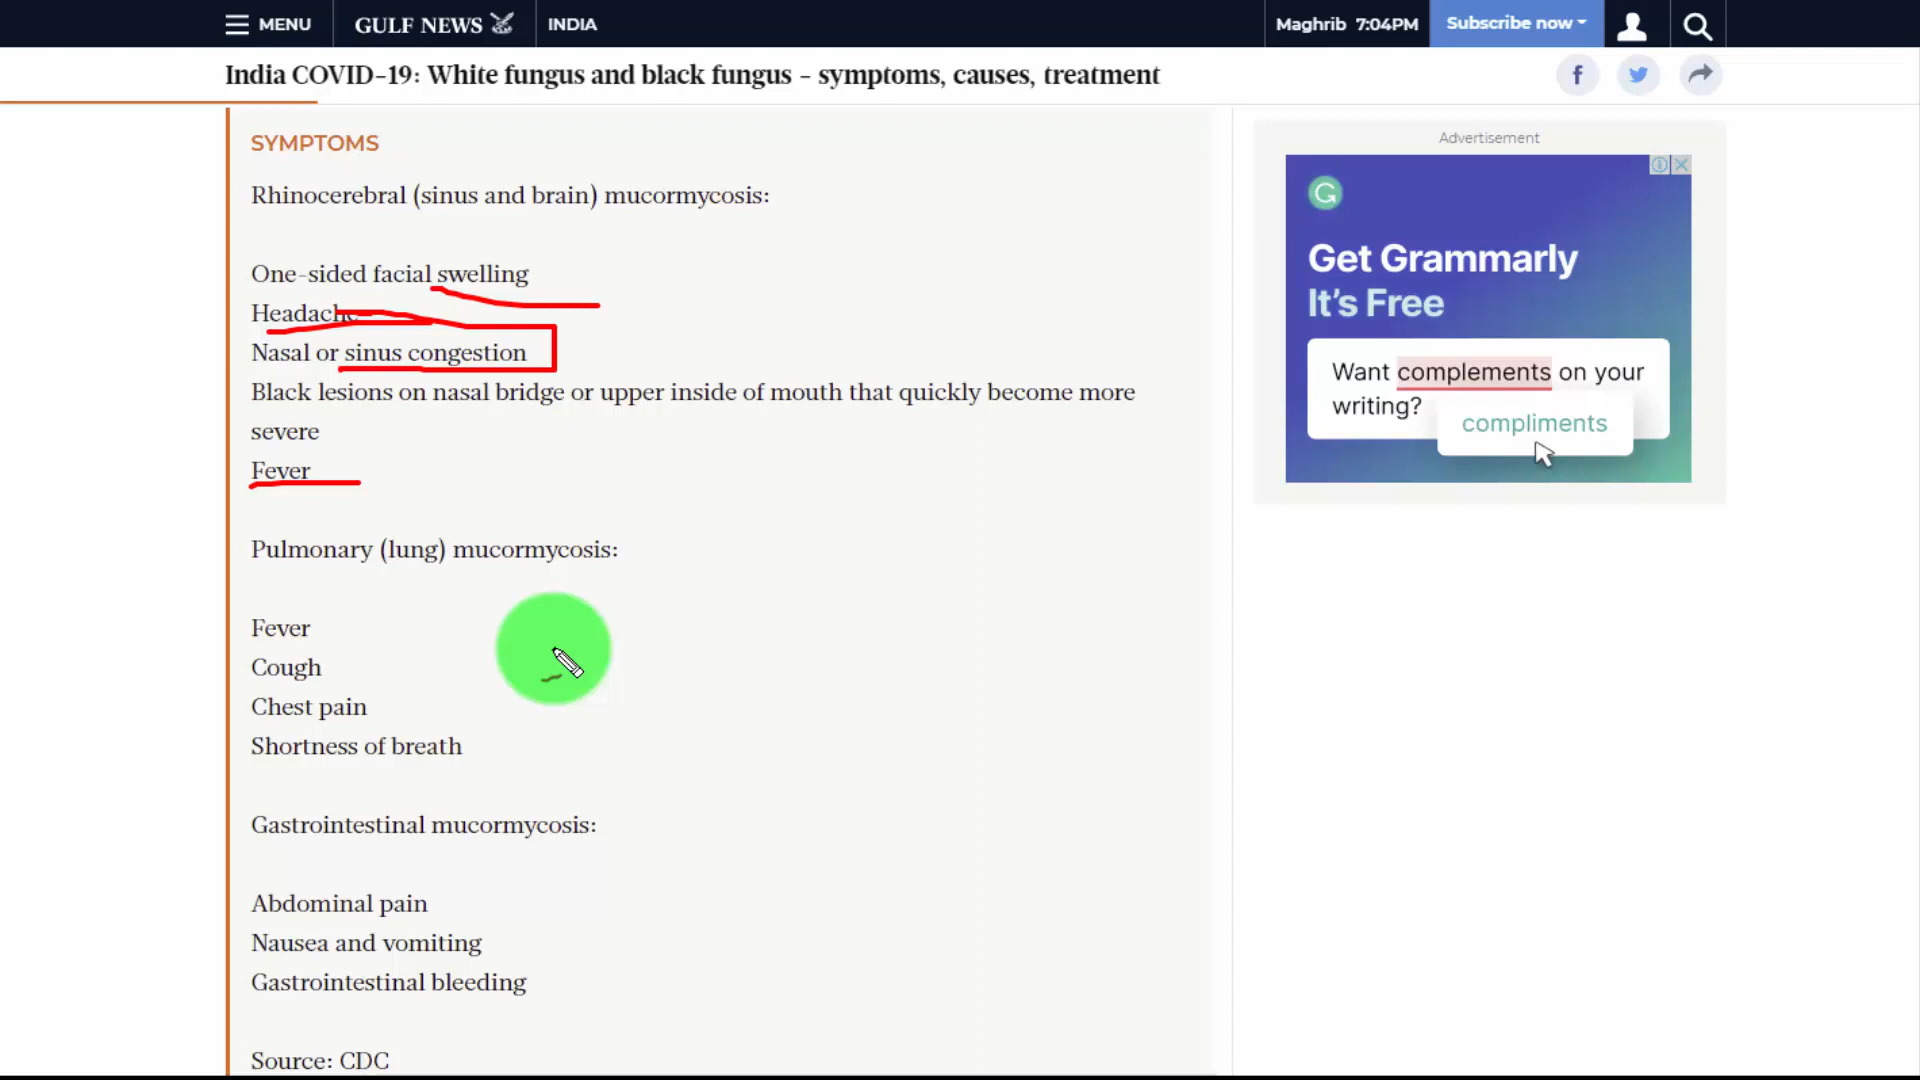 MENU
GULF NEWS
INDIA
Maghrib 7:04PM
Subscribe now
India COVID-19: White fungus and black fungus – symptoms, causes, treatment
SYMPTOMS
Rhinocerebral (sinus and brain) mucormycosis:
One-sided facial swelling
Headache
Nasal or sinus congestion
Black lesions on nasal bridge or upper inside of mouth that quickly become more
severe
Fever
Pulmonary (lung) mucormycosis:
Fever
Cough
Chest pain
Shortness of breath
Gastrointestinal mucormycosis:
Abdominal pain
Nausea and vomiting
Gastrointestinal bleeding
Source: CDC
Advertisement
Get Grammarly
It's Free
Want complements on your
writing?
compliments